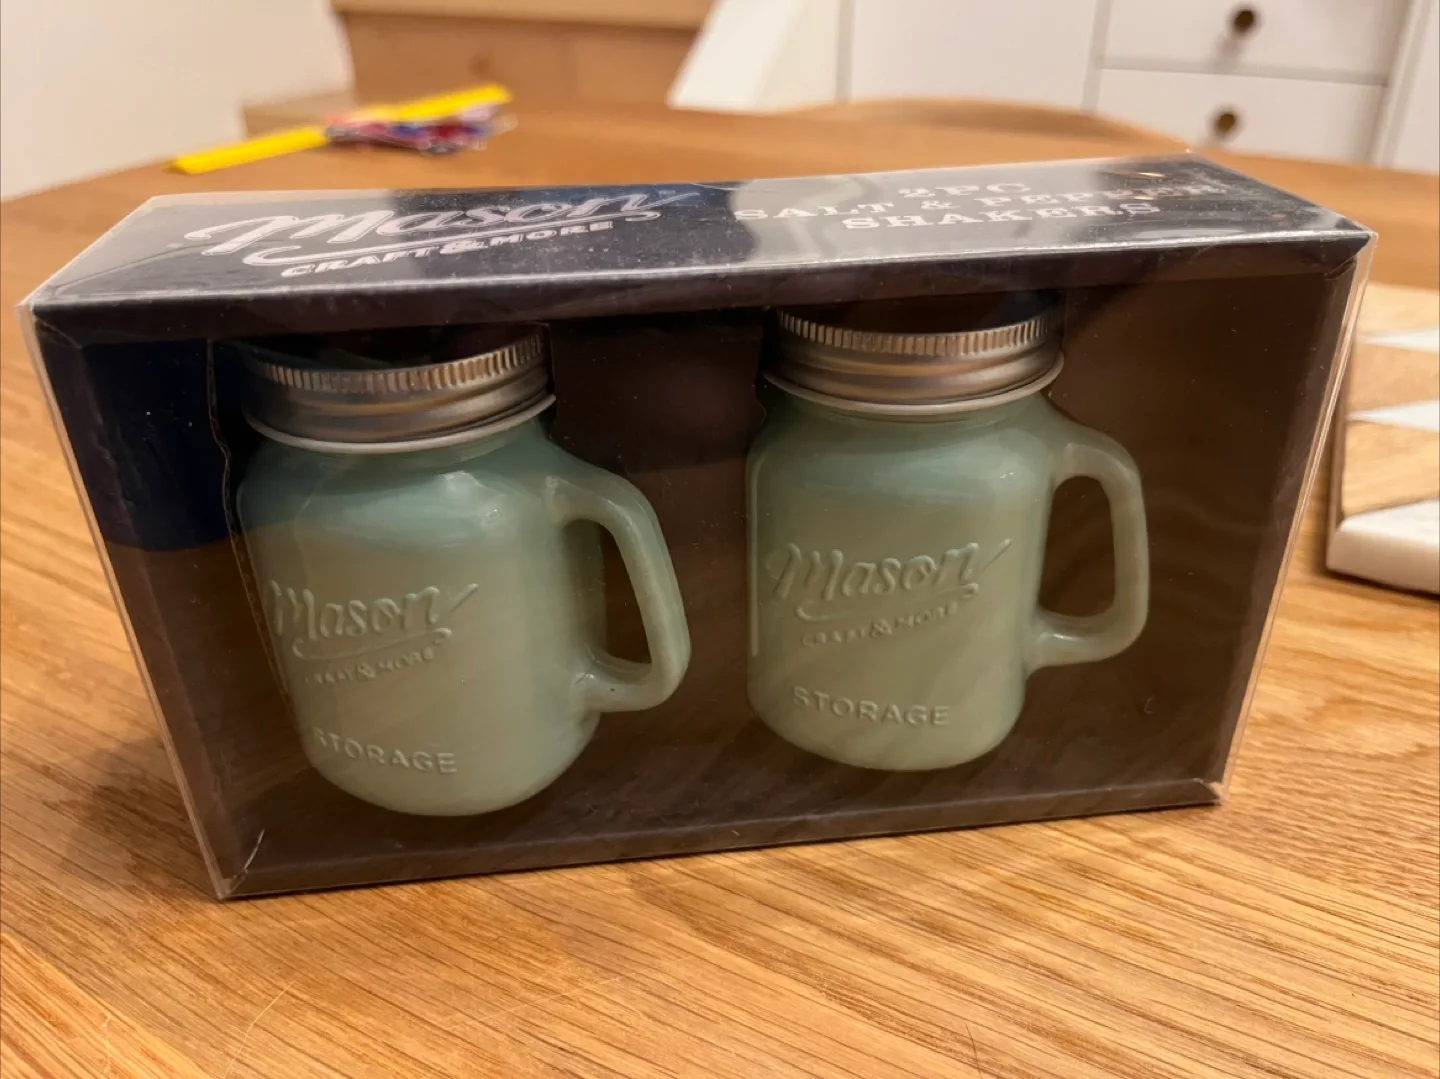 Mason
CRAFT & MORE
2PC
SALT & PEPPER
SHAKERS
Mason
CRAFT & MORE
STORAGE
Mason
CRAFT & MORE
STORAGE